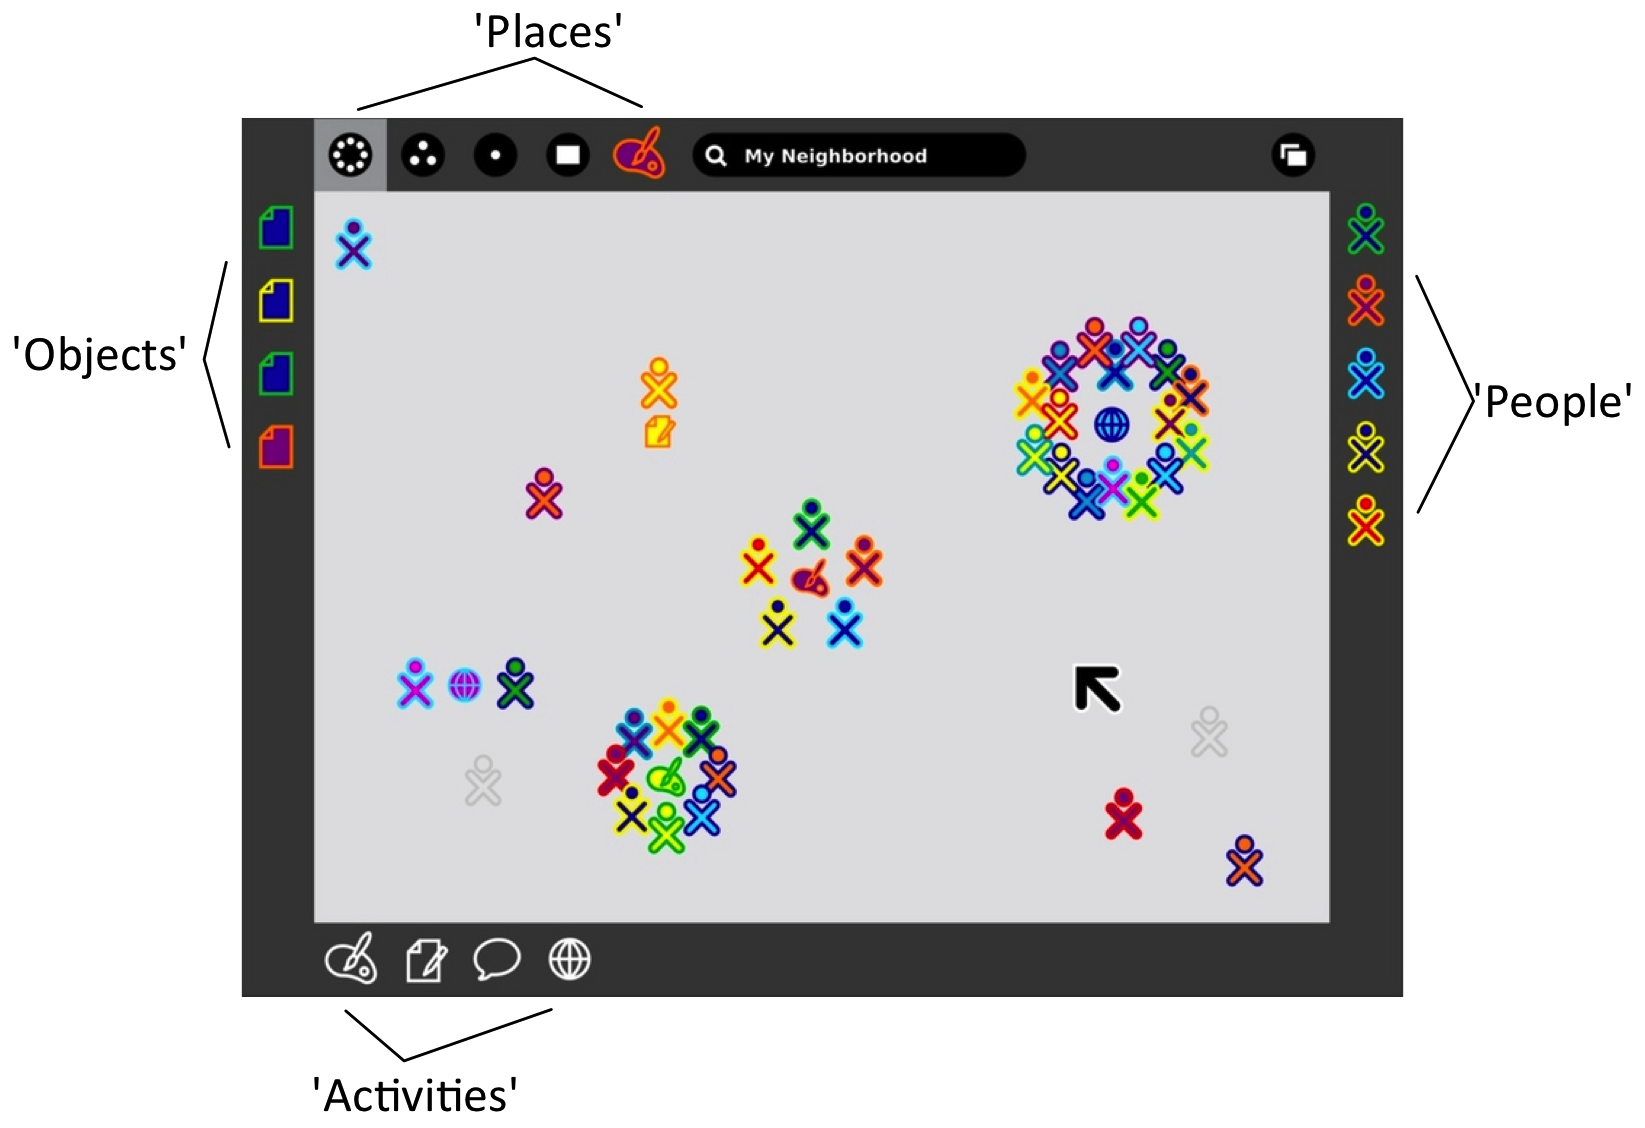 'Places'
My Neighborhood
'Objects'
'People'
'Activities'